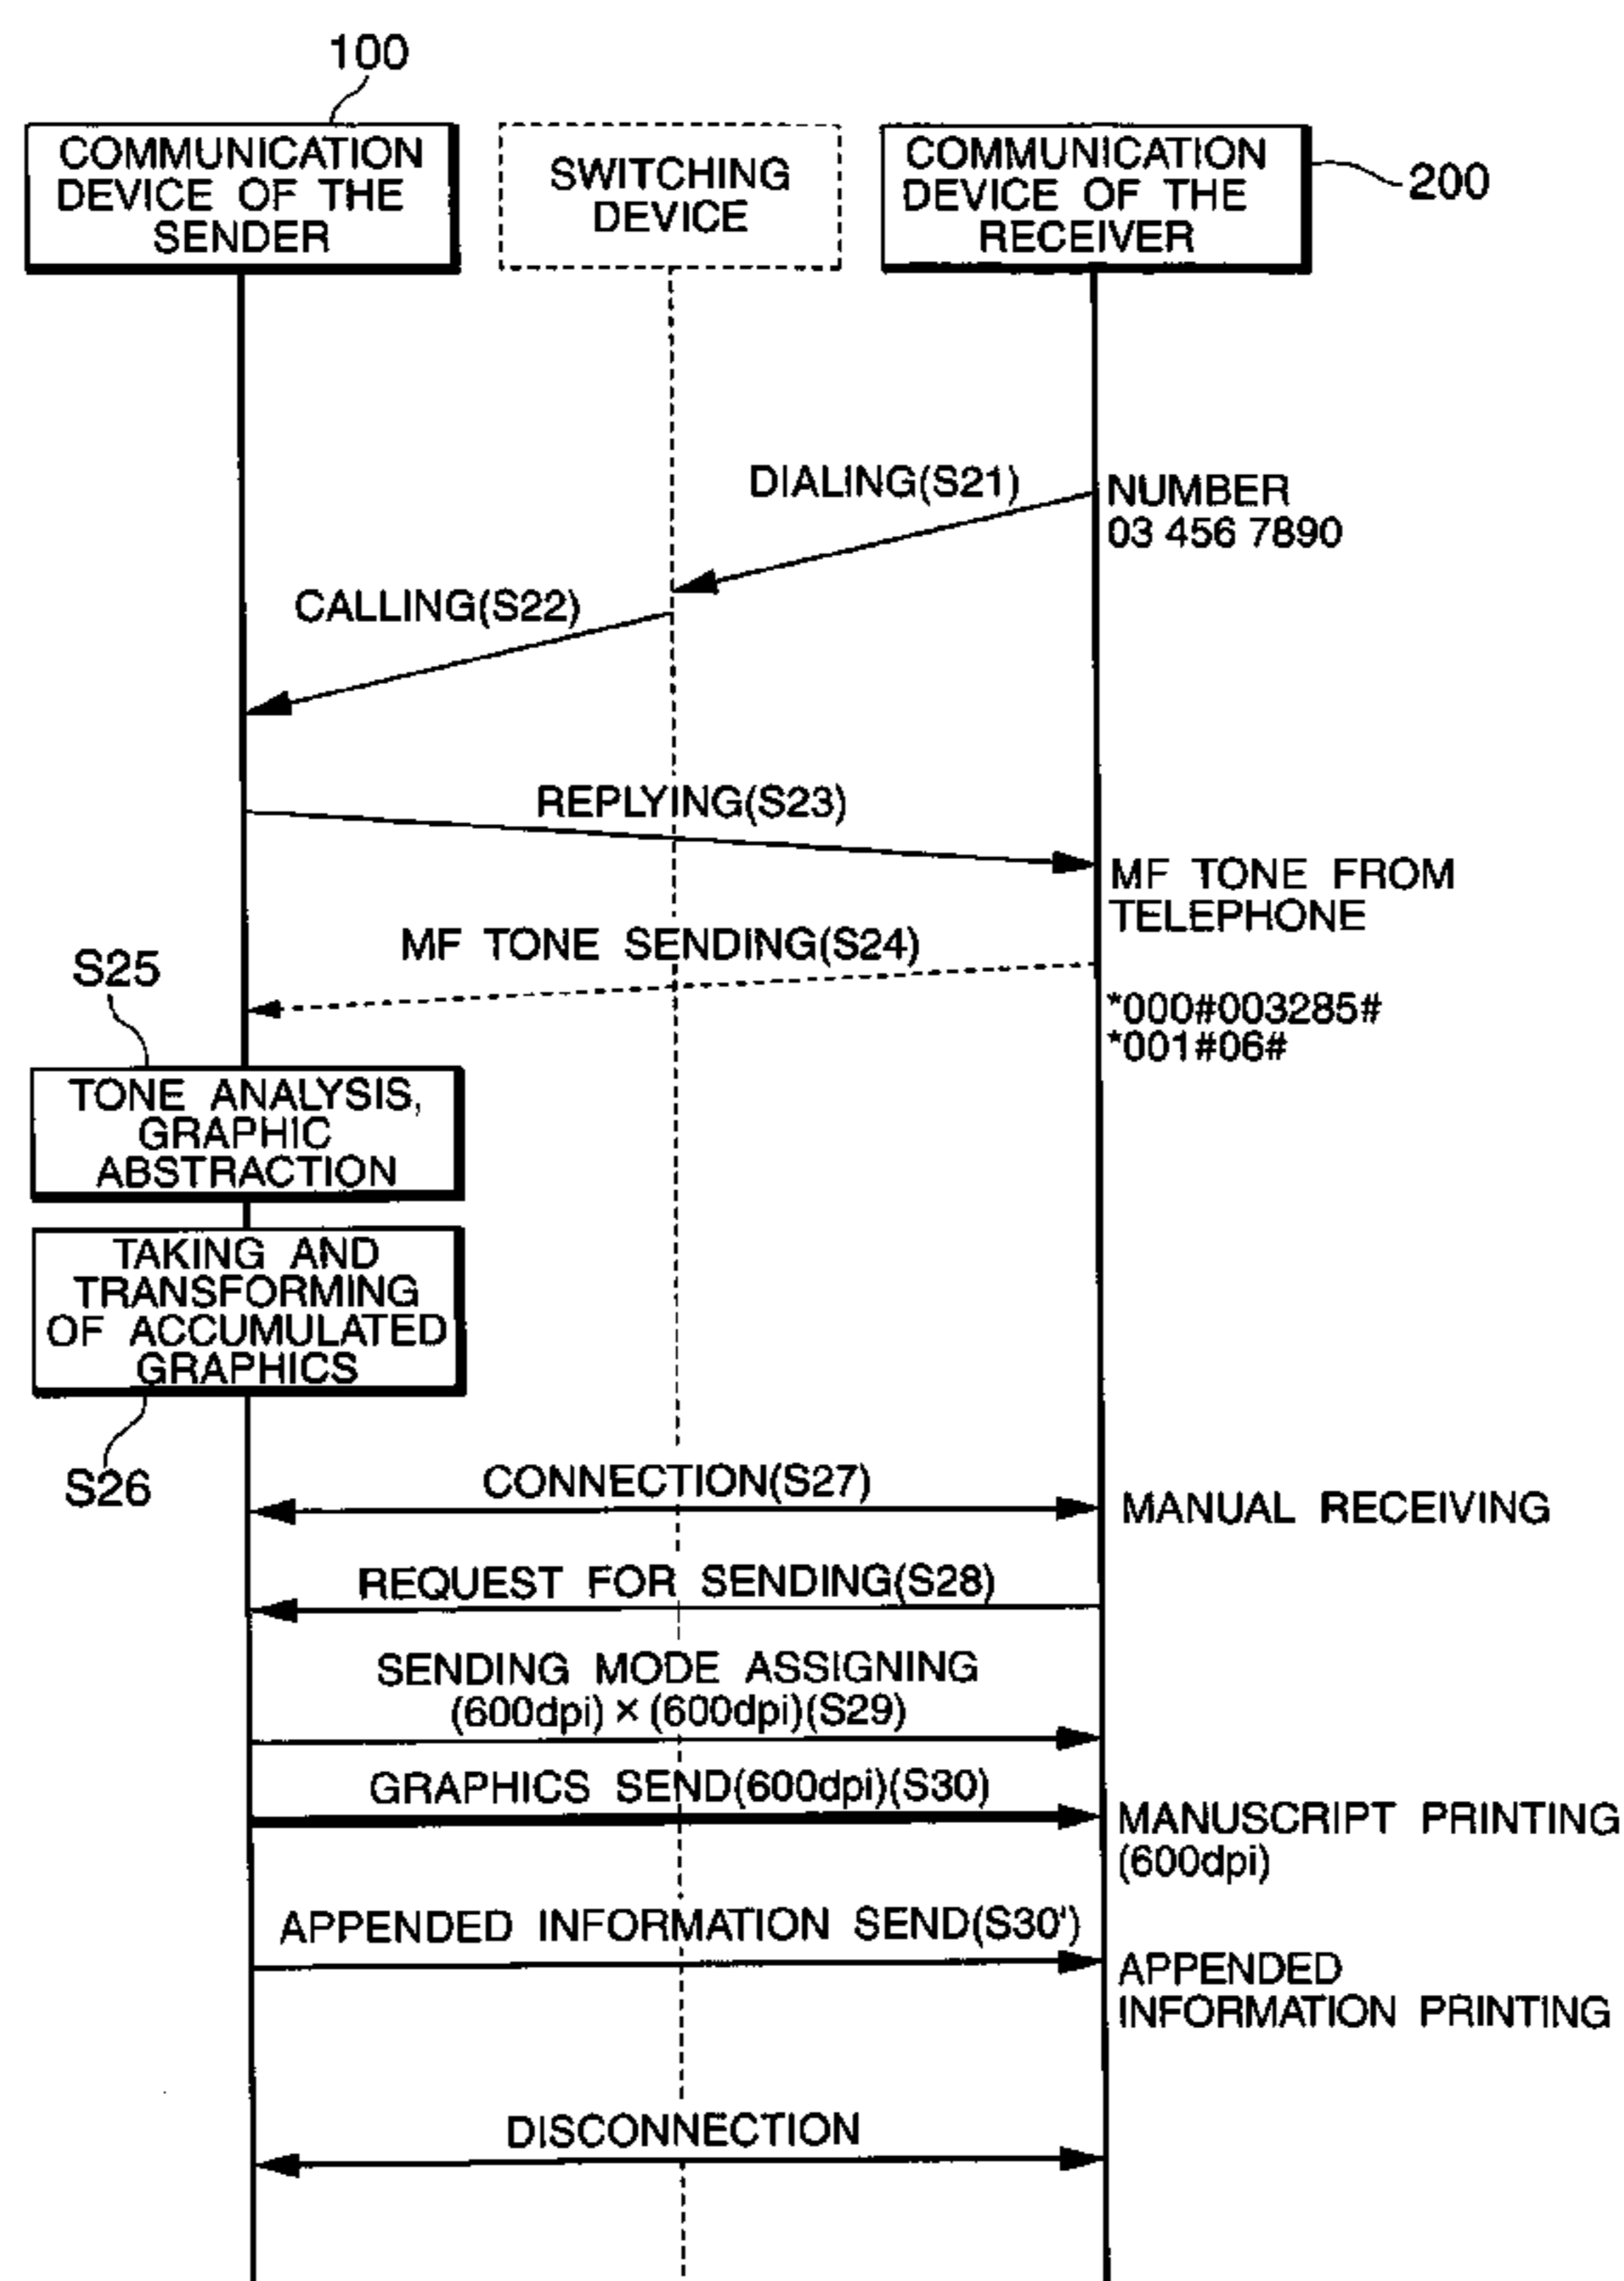 100
COMMUNICATION
DEVICE OF THE
SENDER
SWITCHING
DEVICE
COMMUNICATION
DEVICE OF THE
RECEIVER
200
DIALING(S21)
NUMBER
03 456 7890
CALLING(S22)
REPLYING(S23)
MF TONE FROM
TELEPHONE
MF TONE SENDING(S24)
*000#003285#
*001#06#
S25
TONE ANALYSIS,
GRAPHIC
ABSTRACTION
TAKING AND
TRANSFORMING
OF ACCUMULATED
GRAPHICS
S26
CONNECTION(S27)
MANUAL RECEIVING
REQUEST FOR SENDING(S28)
SENDING MODE ASSIGNING
(600dpi) × (600dpi)(S29)
GRAPHICS SEND(600dpi)(S30)
MANUSCRIPT PRINTING
(600dpi)
APPENDED INFORMATION SEND(S30')
APPENDED
INFORMATION PRINTING
DISCONNECTION